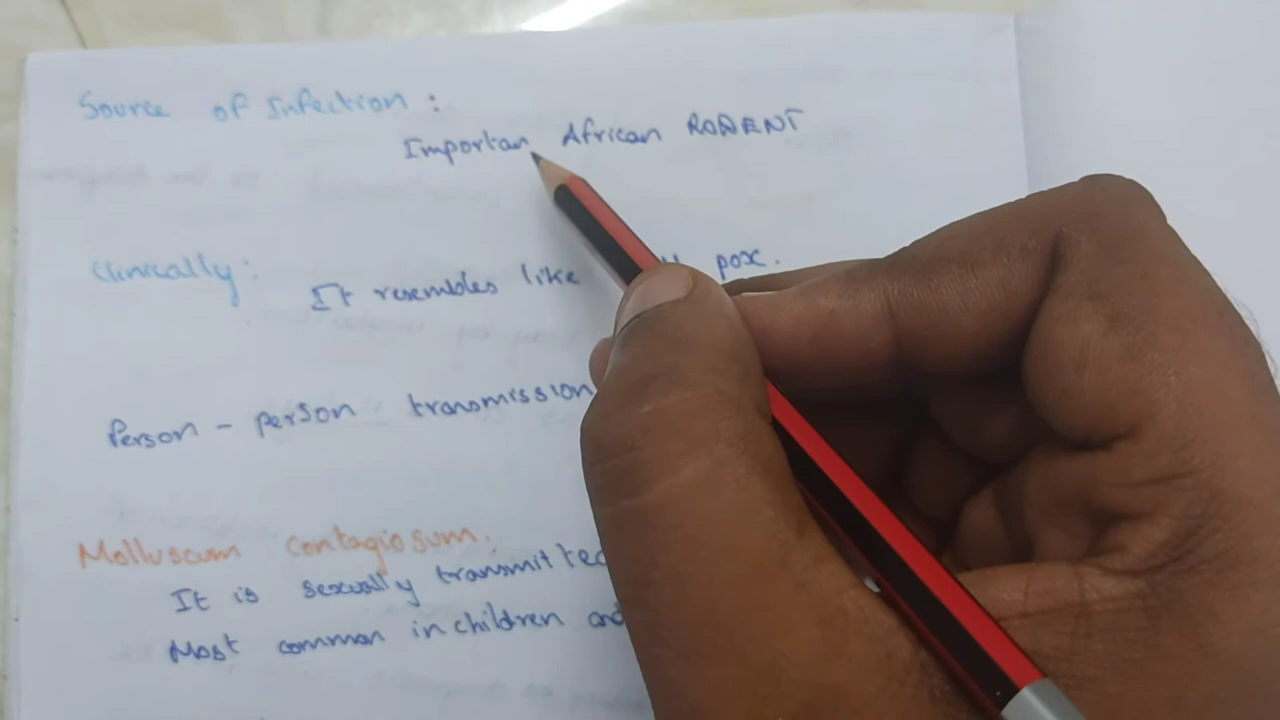 Source of Infection :
Importan African RODENT
Clinically :
It resembles like pox.
Person - person transmission
Molluscum contagiosum.
It is sexually transmitted
Most common in children and